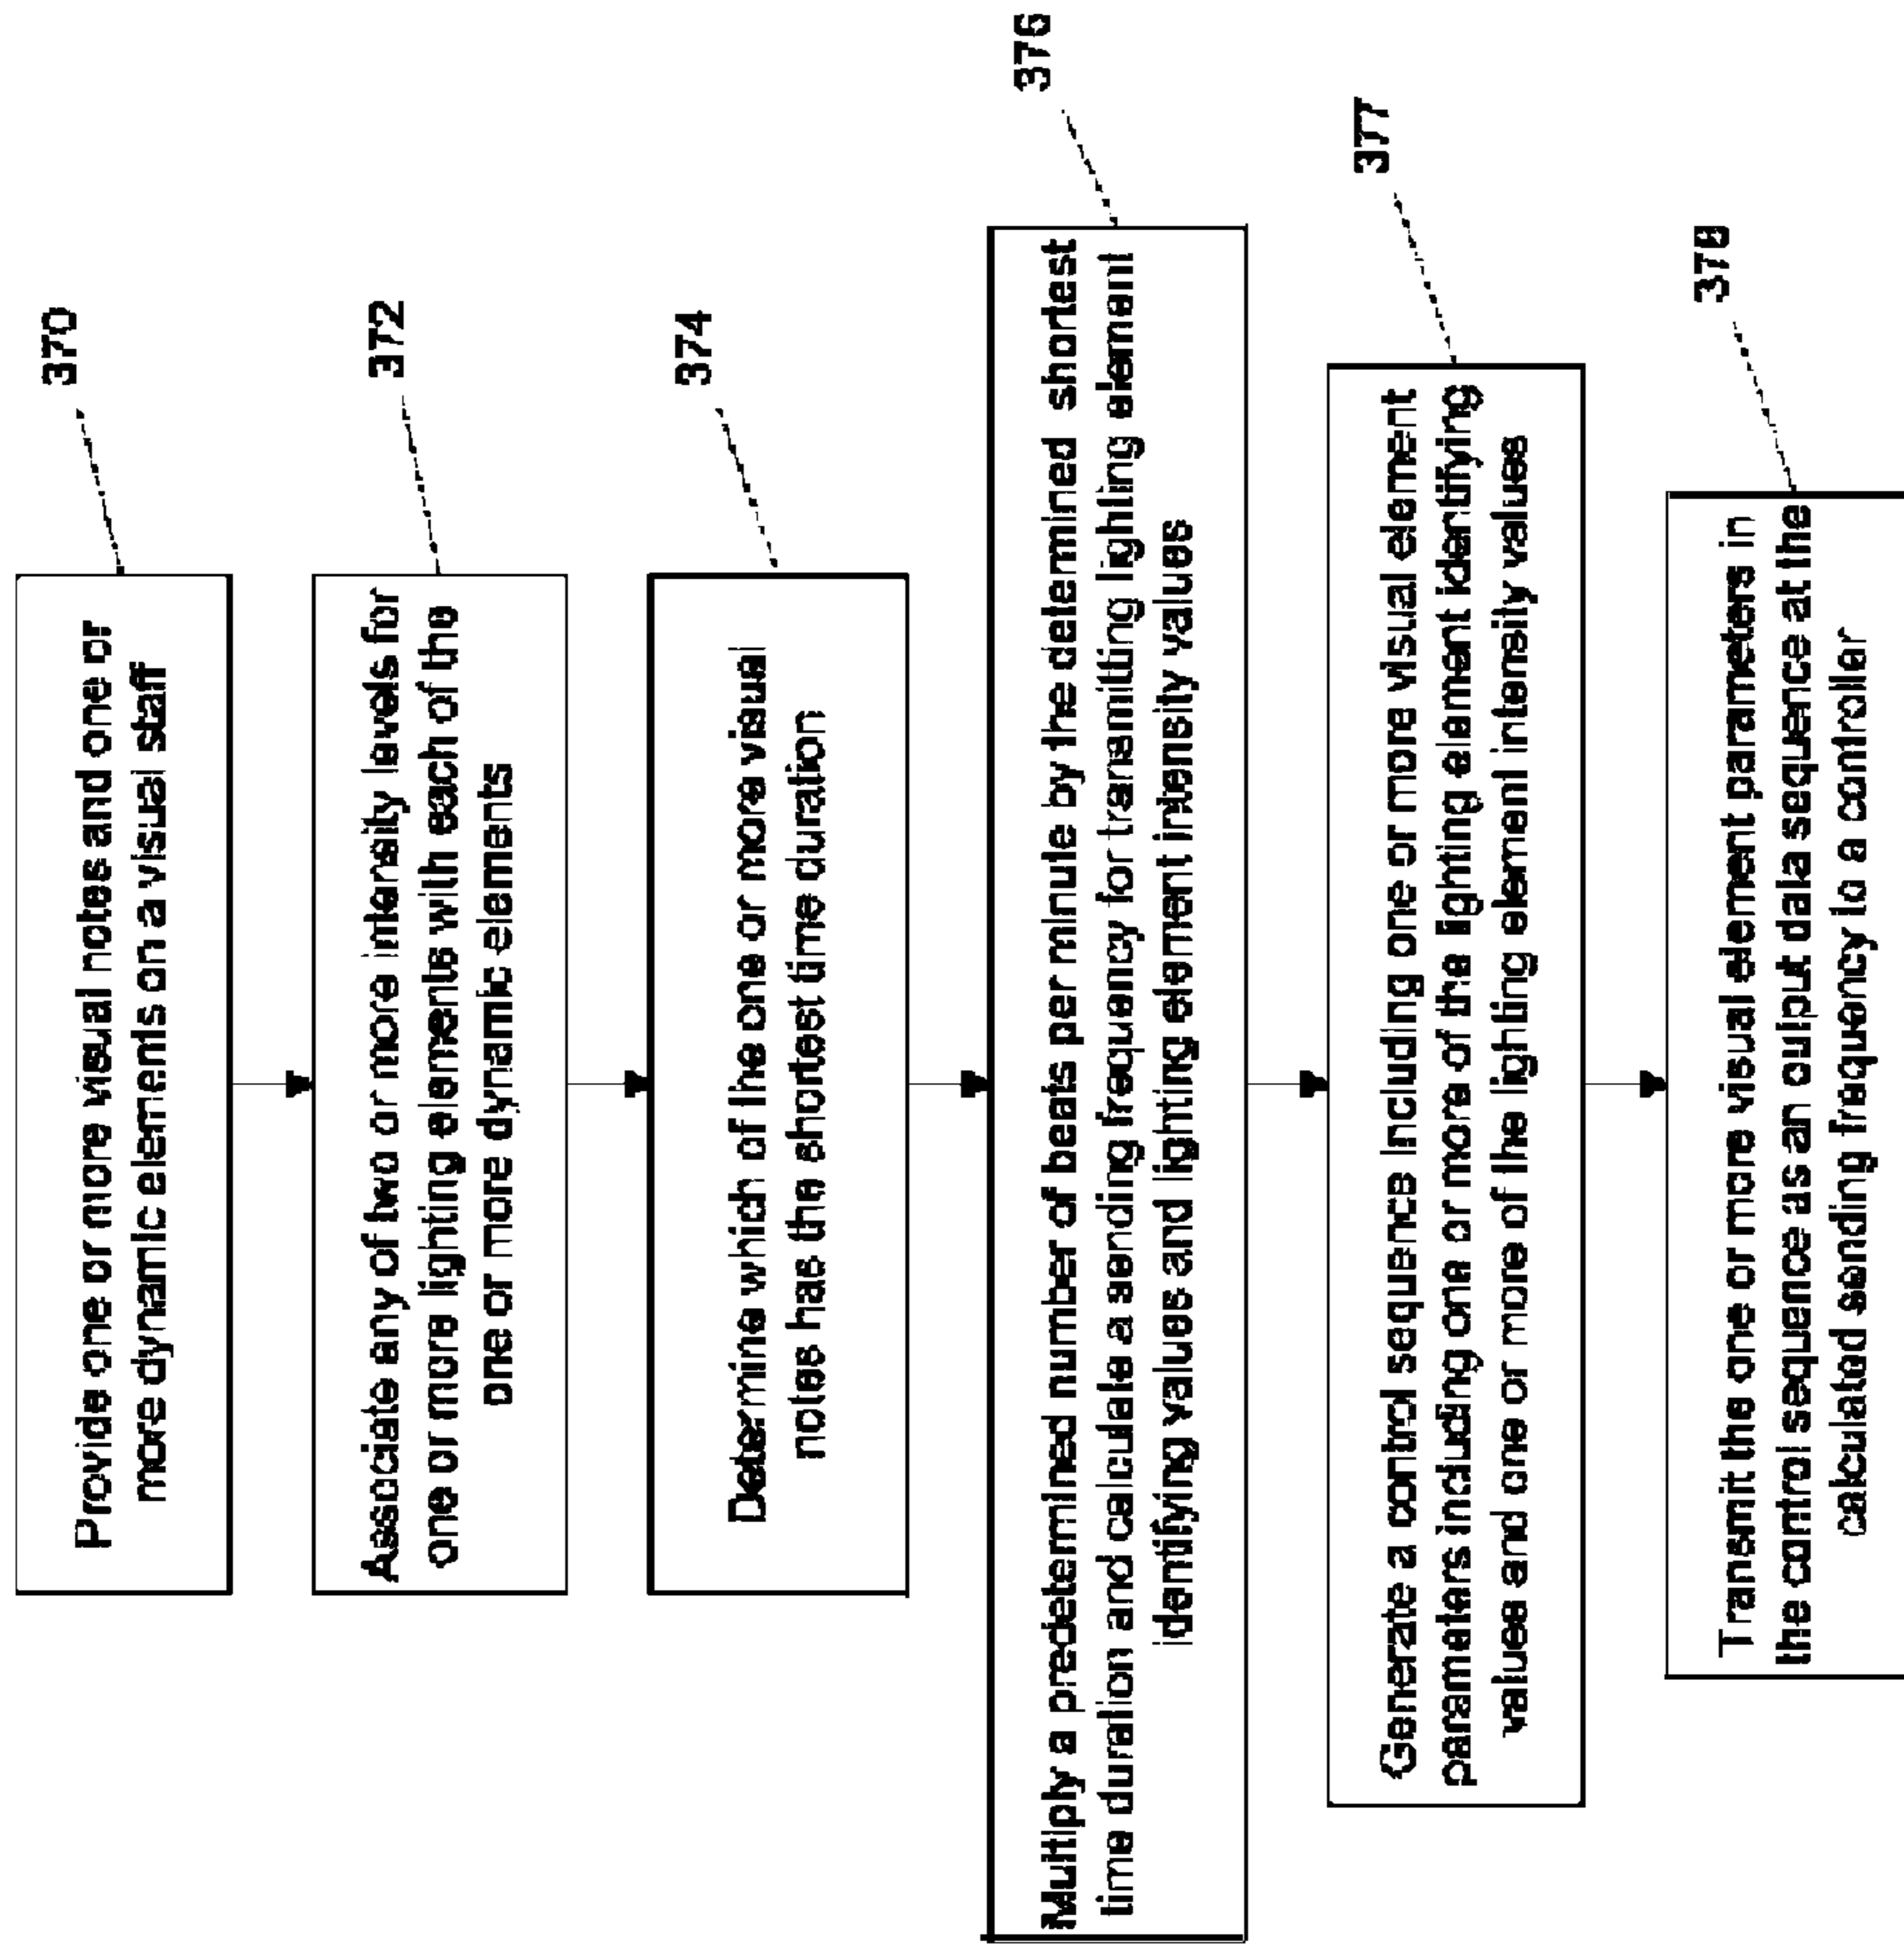 370
Provide one or more visual notes and one or
more dynamic elements on a visual staff
372
Associate any of two or more intensity levels for
one or more lighting elements with each of the
one or more dynamic elements
374
Determine which of the one or more visual
notes has the shortest time duration
376
Multiply a predetermined number of beats per minute by the determined shortest
time duration and calculate a sending frequency for transmitting lighting element
identifying values and lighting element intensity values
377
Generate a control sequence including one or more visual element
parameters including one or more of the lighting element identifying
values and one or more of the lighting element intensity values
378
Transmit the one or more visual element parameters in
the control sequence as an output data sequence at the
calculated sending frequency to a controller